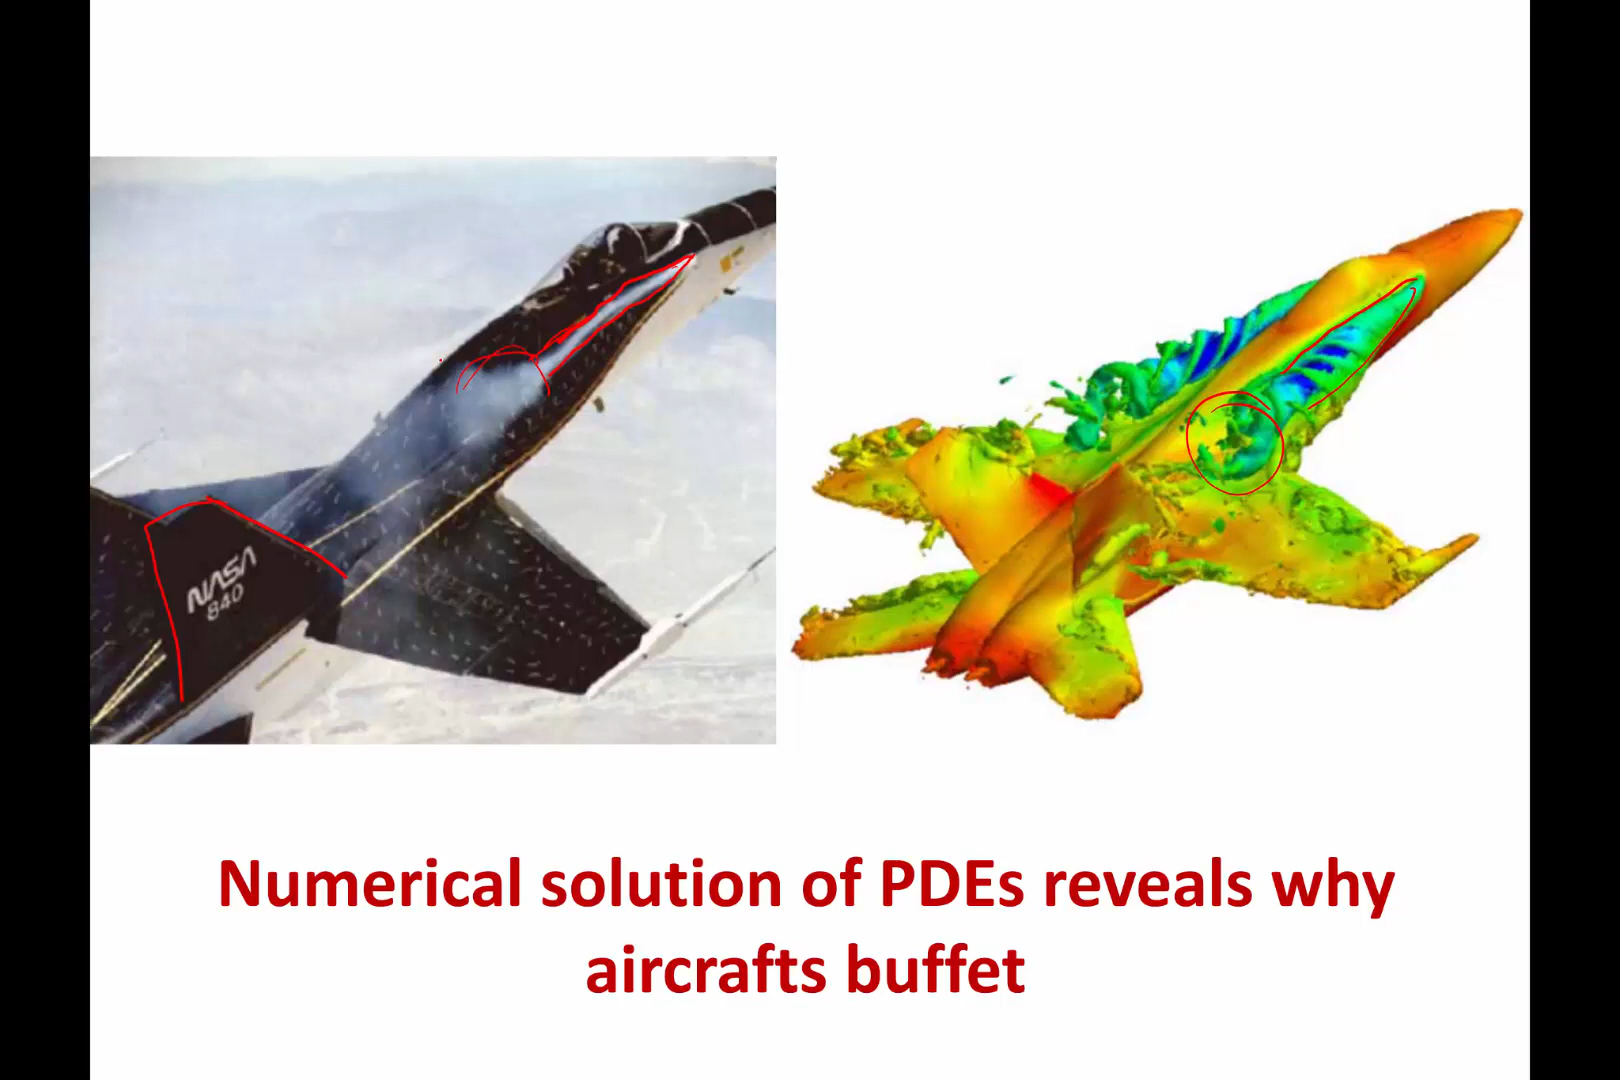 NASA
840
Numerical solution of PDEs reveals why
aircrafts buffet